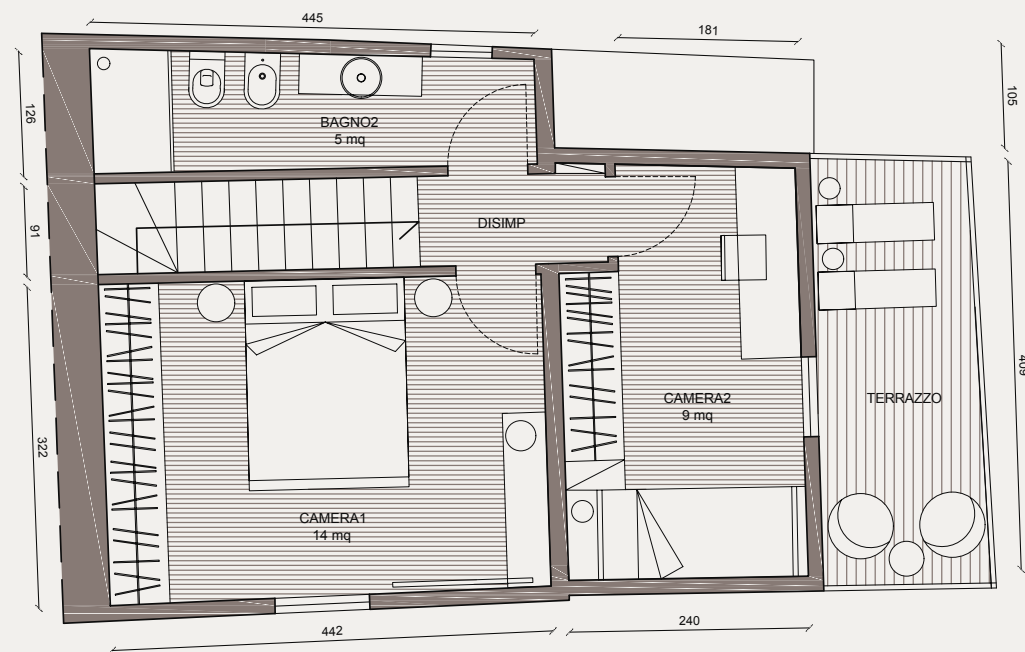 445
181
105
126
BAGNO2
5 mq
91
DISIMP
409
CAMERA2
9 mq
TERRAZZO
322
CAMERA1
14 mq
442
240